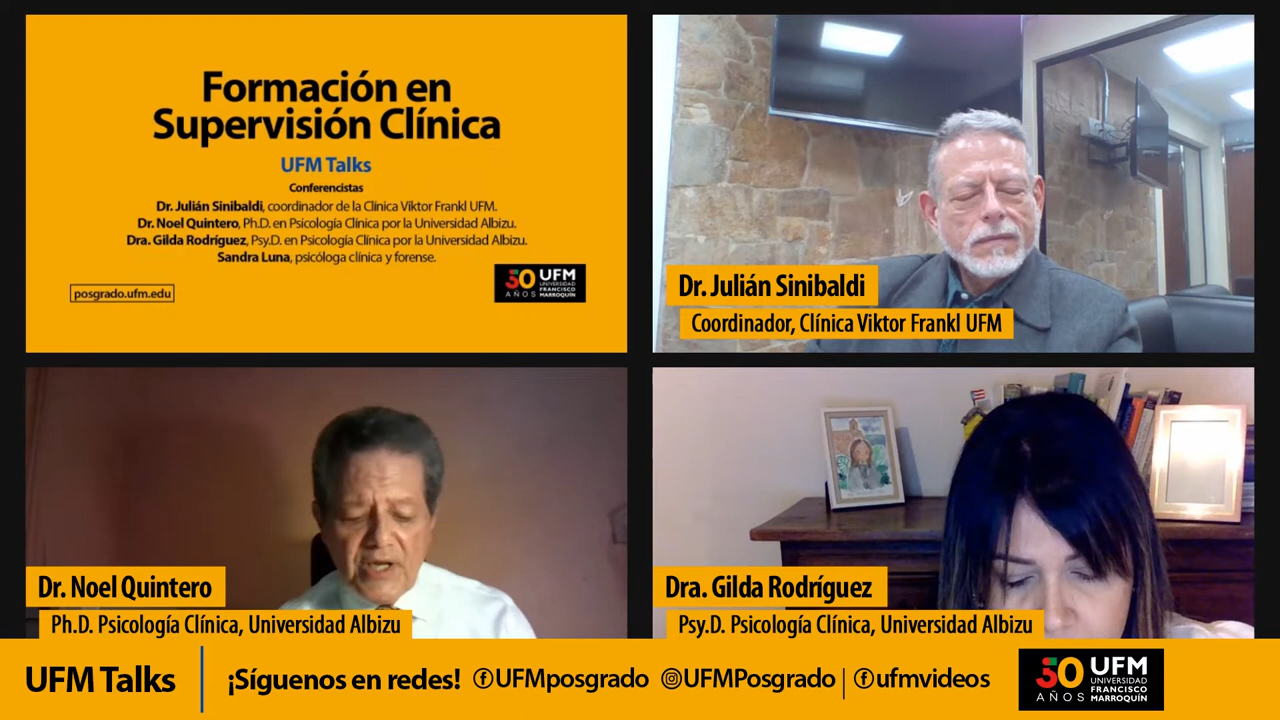 Formación en
Supervisión Clínica
UFM Talks
Conferencistas
Dr. Julián Sinibaldi, coordinador de la Clínica Viktor Frankl UFM.
Dr. Noel Quintero, Ph.D. en Psicología Clínica por la Universidad Albizu.
Dra. Gilda Rodríguez, Psy.D. en Psicología Clínica por la Universidad Albizu.
Sandra Luna, psicóloga clínica y forense.
posgrado.ufm.edu
50 AÑOS
UFM
UNIVERSIDAD
FRANCISCO
MARROQUÍN
Dr. Julián Sinibaldi
Coordinador, Clínica Viktor Frankl UFM
Dr. Noel Quintero
Ph.D. Psicología Clínica, Universidad Albizu
Dra. Gilda Rodríguez
Psy.D. Psicología Clínica, Universidad Albizu
UFM Talks
¡Síguenos en redes! UFMposgrado UFMPosgrado | ufmvideos
50 AÑOS
UFM
UNIVERSIDAD
FRANCISCO
MARROQUÍN